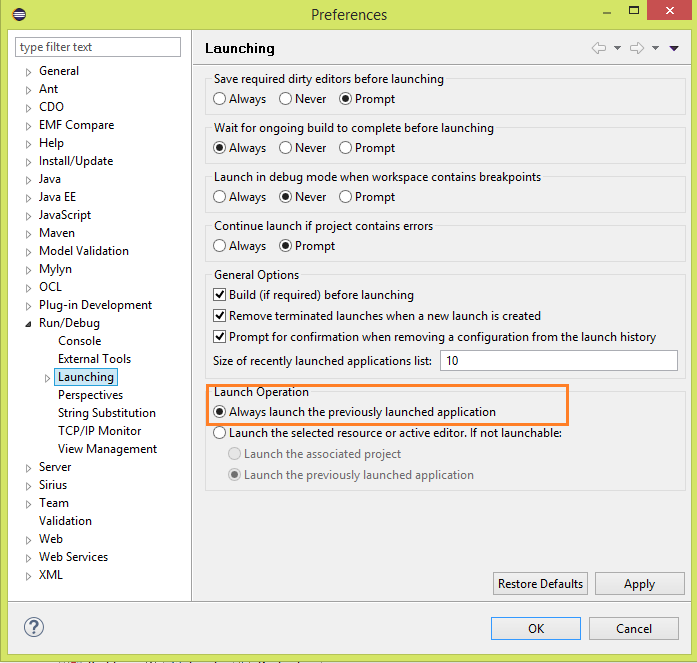 Preferences
type filter text
General
Ant
CDO
EMF Compare
Help
Install/Update
Java
Java EE
JavaScript
Maven
Model Validation
Mylyn
OCL
Plug-in Development
Run/Debug
Console
External Tools
Launching
Perspectives
String Substitution
TCP/IP Monitor
View Management
Server
Sirius
Team
Validation
Web
Web Services
XML
Launching
Save required dirty editors before launching
Always Never Prompt
Wait for ongoing build to complete before launching
Always Never Prompt
Launch in debug mode when workspace contains breakpoints
Always Never Prompt
Continue launch if project contains errors
Always Prompt
General Options
Build (if required) before launching
Remove terminated launches when a new launch is created
Prompt for confirmation when removing a configuration from the launch history
Size of recently launched applications list: 10
Launch Operation
Always launch the previously launched application
Launch the selected resource or active editor. If not launchable:
Launch the associated project
Launch the previously launched application
Restore Defaults Apply
? OK Cancel